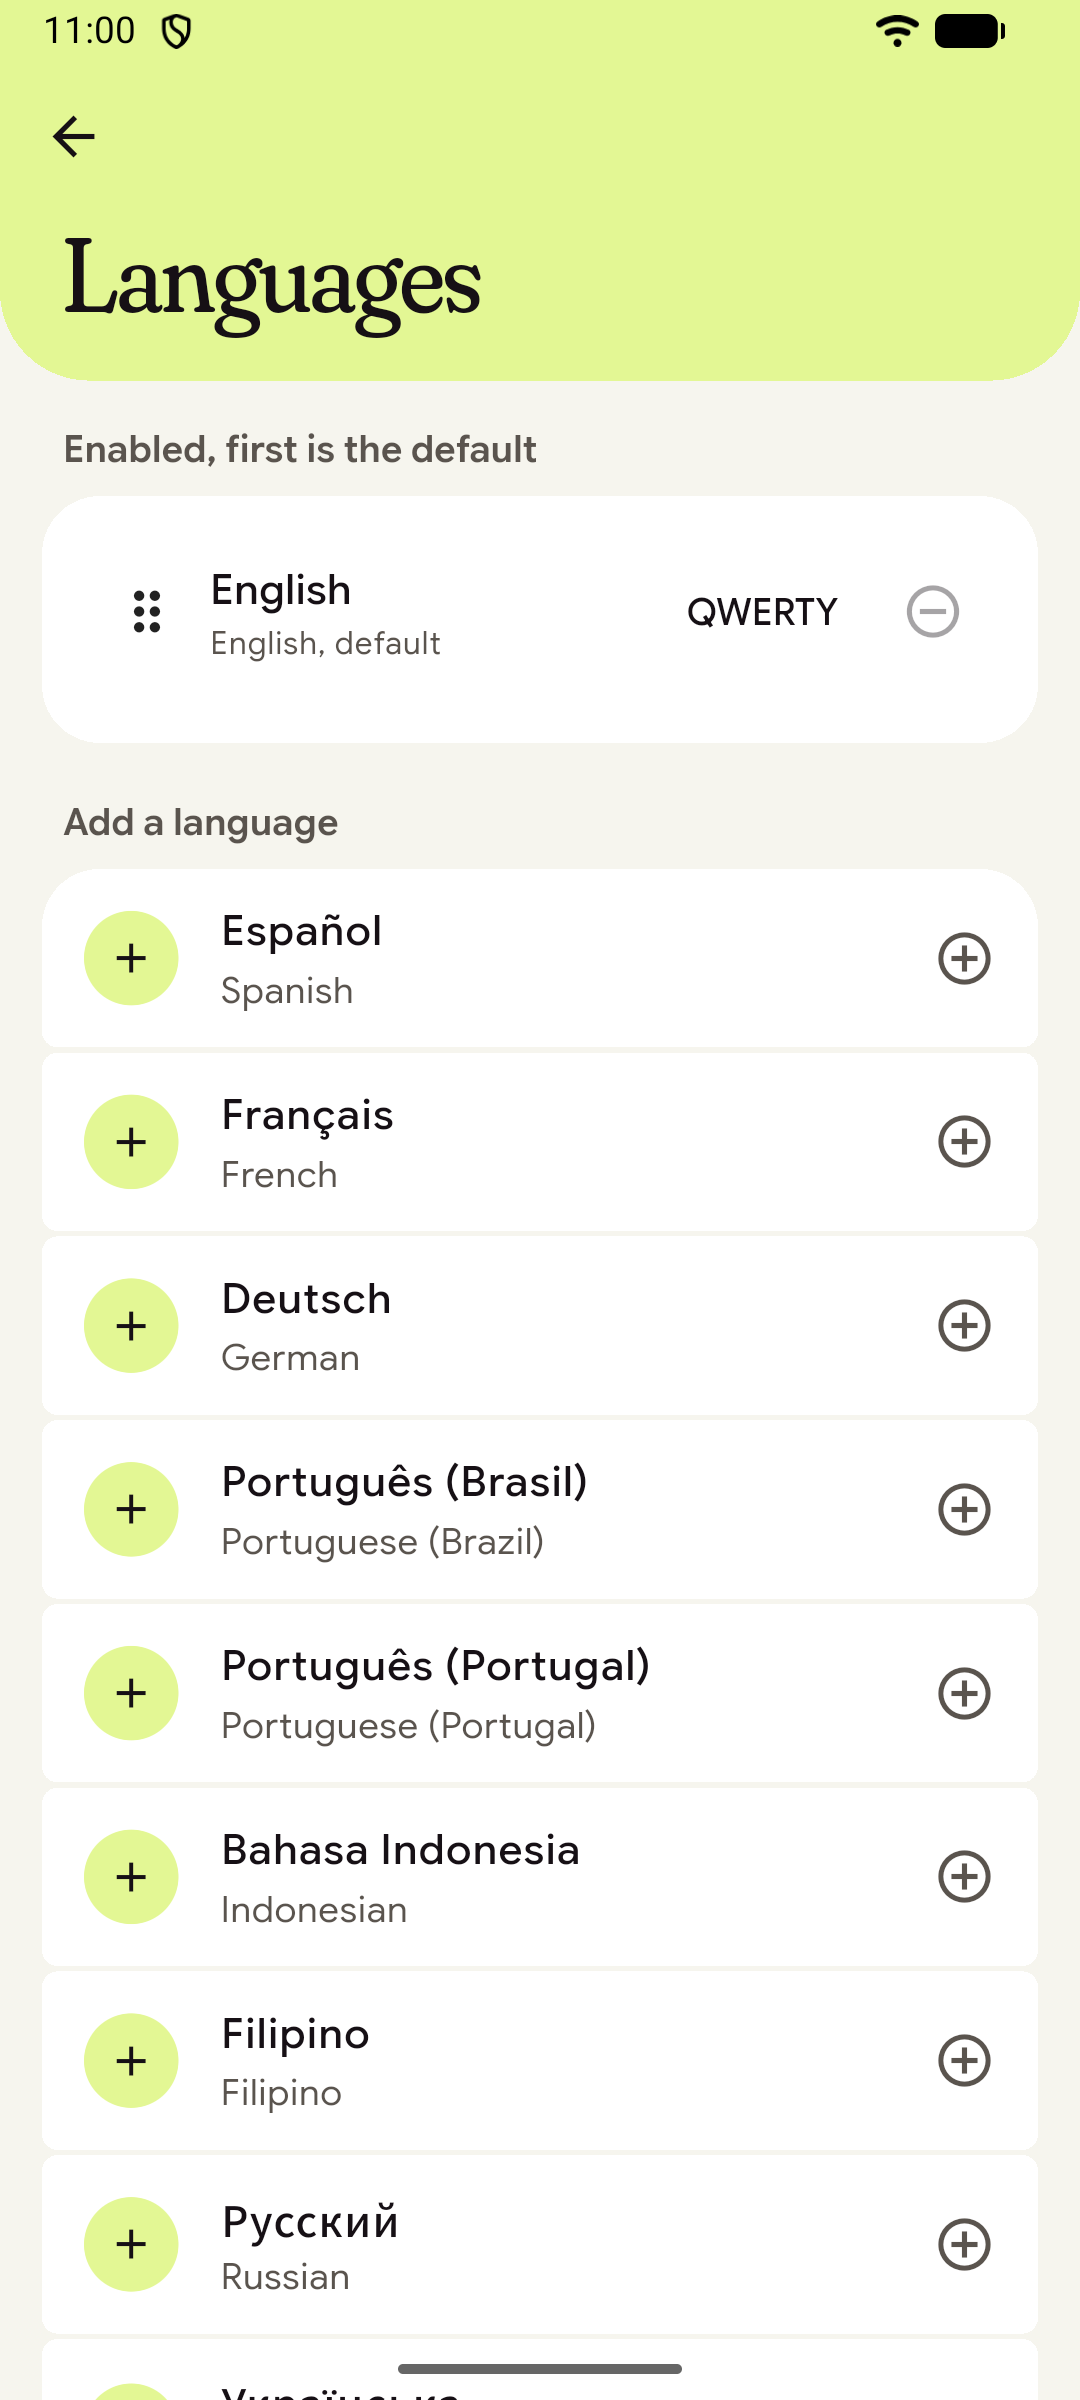 11:00
Languages
Enabled, first is the default
English
English, default
QWERTY
Add a language
Español
Spanish
Français
French
Deutsch
German
Português (Brasil)
Portuguese (Brazil)
Português (Portugal)
Portuguese (Portugal)
Bahasa Indonesia
Indonesian
Filipino
Filipino
Русский
Russian